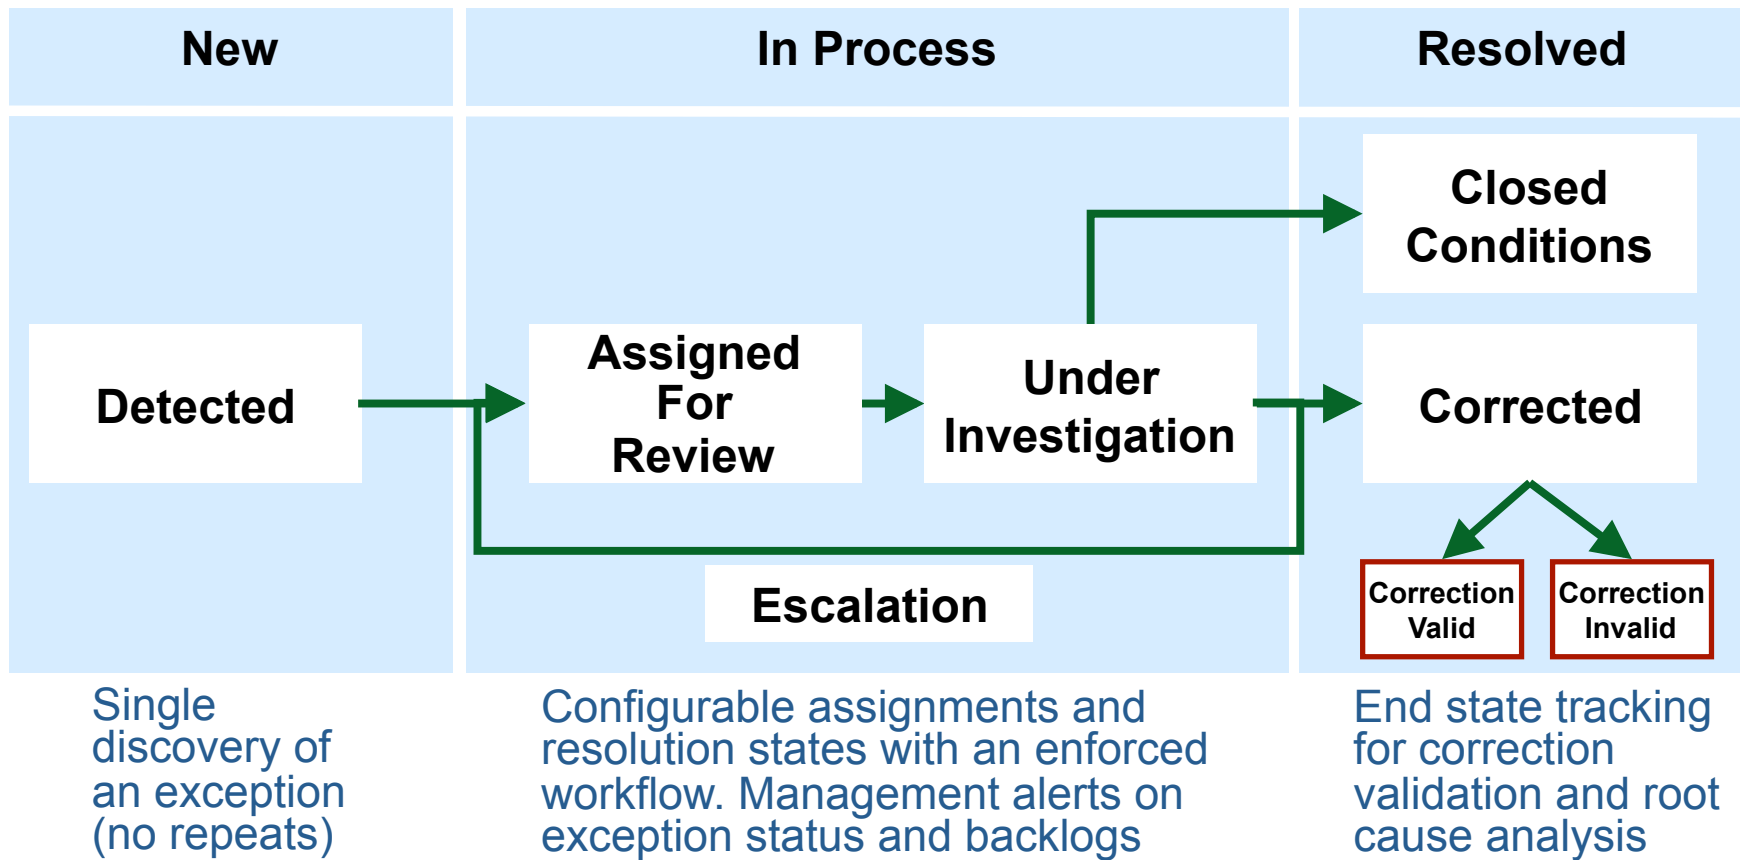 New
In Process
Resolved
Closed
Conditions
Detected
Assigned
For
Review
Under
Investigation
Corrected
Escalation
Correction
Valid
Correction
Invalid
Single
discovery of
an exception
(no repeats)
Configurable assignments and
resolution states with an enforced
workflow. Management alerts on
exception status and backlogs
End state tracking
for correction
validation and root
cause analysis